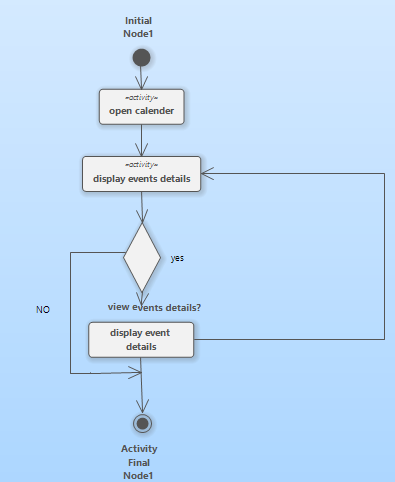 Initial
Node1
«activity»
open calender
«activity»
display events details
yes
view events details?
NO
display event
details
Activity
Final
Node1